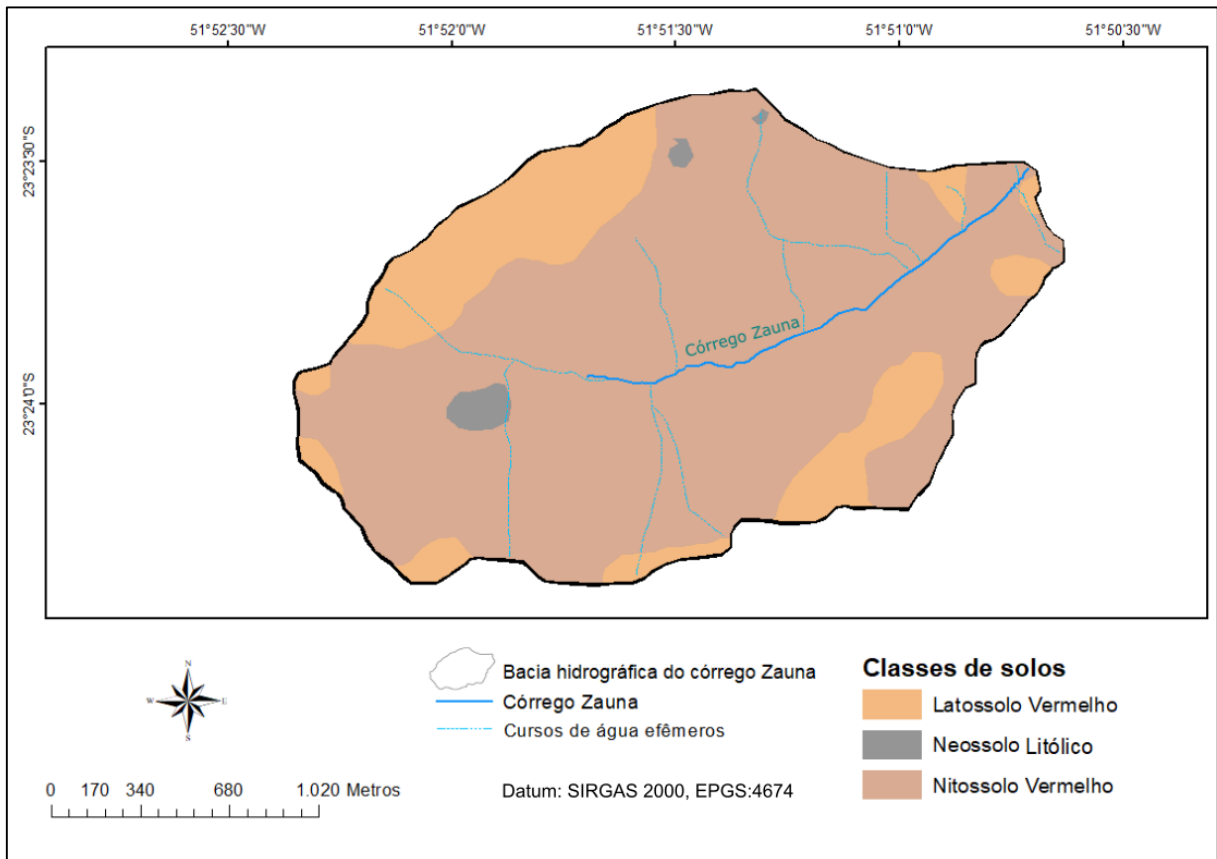 51°52'30"W 51°52'0"W 51°51'30"W 51°51'0"W 51°50'30"W
23°23'30"S
Córrego Zauna
23°24'0"S
N
W E
S
Bacia hidrográfica do córrego Zauna
Córrego Zauna
Cursos de água efêmeros
Classes de solos
Latossolo Vermelho
Neossolo Litólico
Nitossolo Vermelho
0 170 340 680 1.020 Metros
Datum: SIRGAS 2000, EPGS:4674